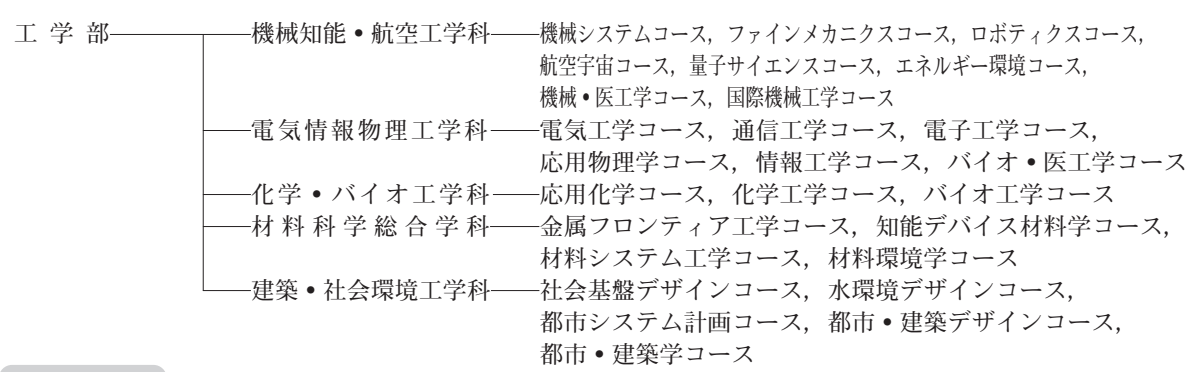 工学部 機械知能・航空工学科 機械システムコース，ファインメカニクスコース，ロボティクスコース，
航空宇宙コース，量子サイエンスコース，エネルギー環境コース，
機械・医工学コース，国際機械工学コース
電気情報物理工学科 電気工学コース，通信工学コース，電子工学コース，
応用物理学コース，情報工学コース，バイオ・医工学コース
化学・バイオ工学科 応用化学コース，化学工学コース，バイオ工学コース
材料科学総合学科 金属フロンティア工学コース，知能デバイス材料学コース，
材料システム工学コース，材料環境学コース
建築・社会環境工学科 社会基盤デザインコース，水環境デザインコース，
都市システム計画コース，都市・建築デザインコース，
都市・建築学コース